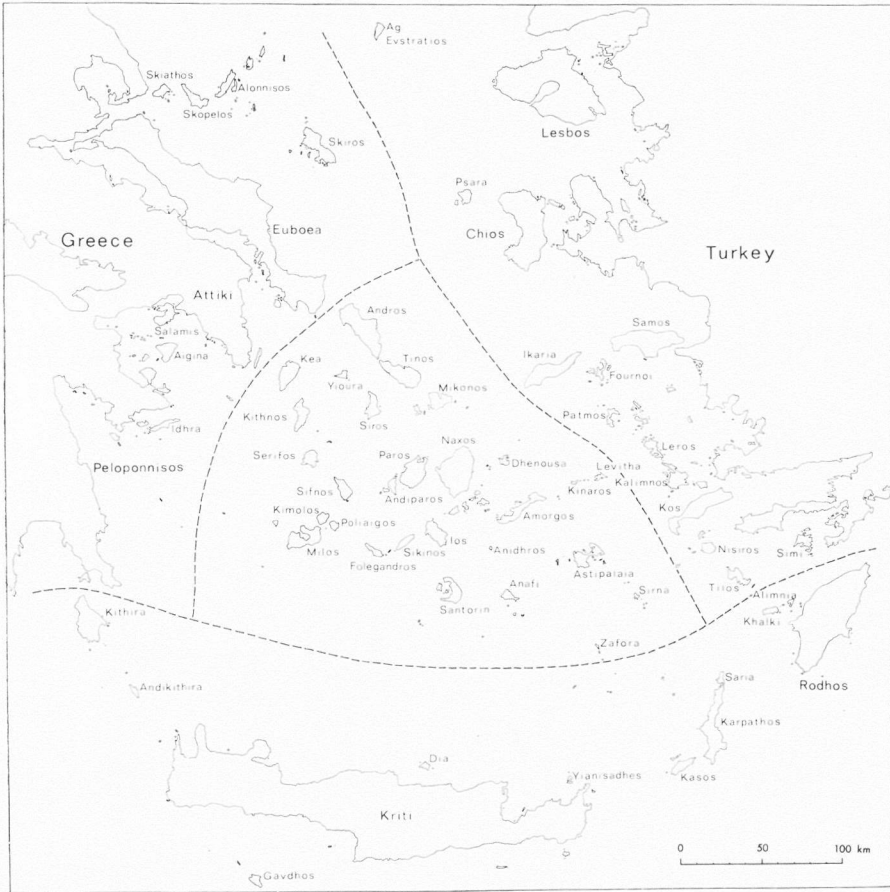 Ag
Evstratios
Skiathos
Alonnisos
Skopelos
Lesbos
Skiros
Psara
Chios
Euboea
Greece
Turkey
Attiki
Andros
Salamis
Samos
Aigina
Kea
Tinos
Ikaria
Fournoi
Yioura
Mikonos
Kithnos
Siros
Patmos
Idhra
Naxos
Leros
Serifos
Paros
Dhenousa
Levitha
Peloponnisos
Kalimnos
Sifnos
Kinaros
Andiparos
Kos
Kimolos
Amorgos
Poliaigos
Ios
Milos
Sikinos
Anidhros
Nisiros
Simi
Folegandros
Astipalaia
Anafi
Tilos
Sirna
Alimnia
Santorin
Kithira
Khalki
Zafora
Saria
Rodhos
Andikithira
Karpathos
Dia
Yianisadhes
Kasos
Kriti
0 50 100 km
Gavdhos